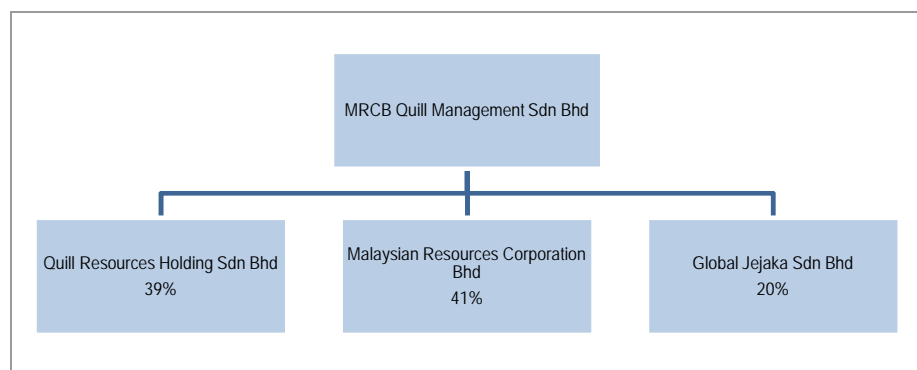 MRCB Quill Management Sdn Bhd
Quill Resources Holding Sdn Bhd
39%
Malaysian Resources Corporation
Bhd
41%
Global Jejaka Sdn Bhd
20%